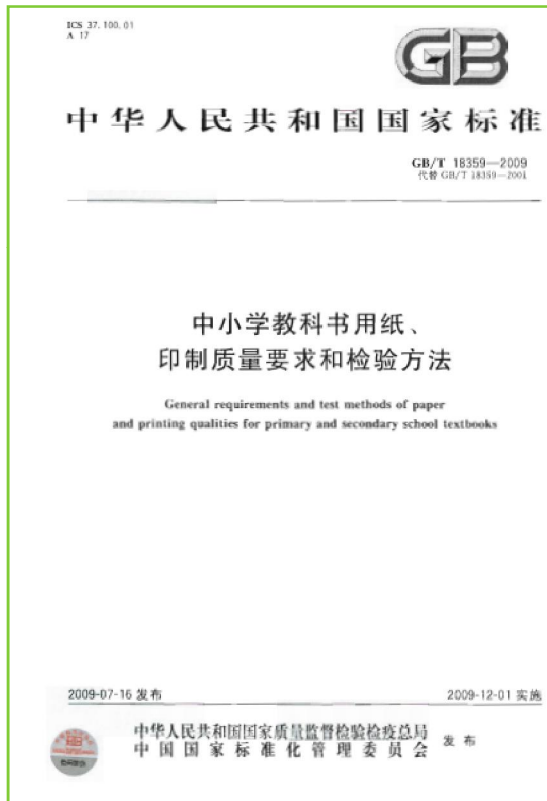 ICS 37.100.01
A 17
GB
中华人民共和国国家标准
GB/T 18359—2009
代替 GB/T 18359—2001
中小学教科书用纸、
印制质量要求和检验方法
General requirements and test methods of paper
and printing qualities for primary and secondary school textbooks
2009-07-16 发布
2009-12-01 实施
中华人民共和国国家质量监督检验检疫总局
中国国家标准化管理委员会
发布